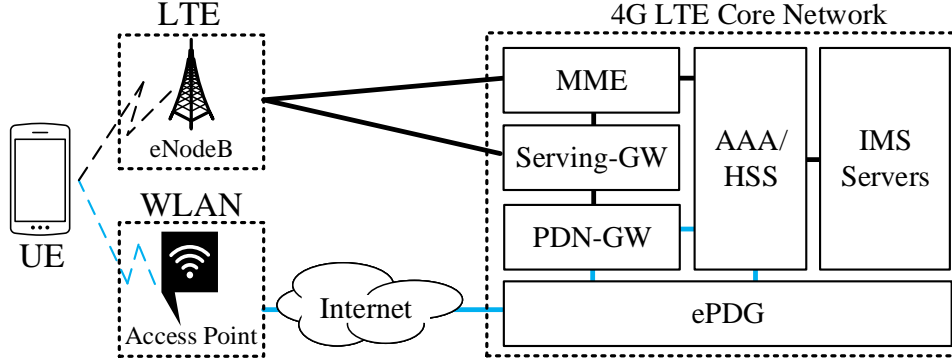 LTE
4G LTE Core Network
eNodeB
UE
WLAN
Access Point
Internet
MME
Serving-GW
PDN-GW
AAA/
HSS
IMS
Servers
ePDG